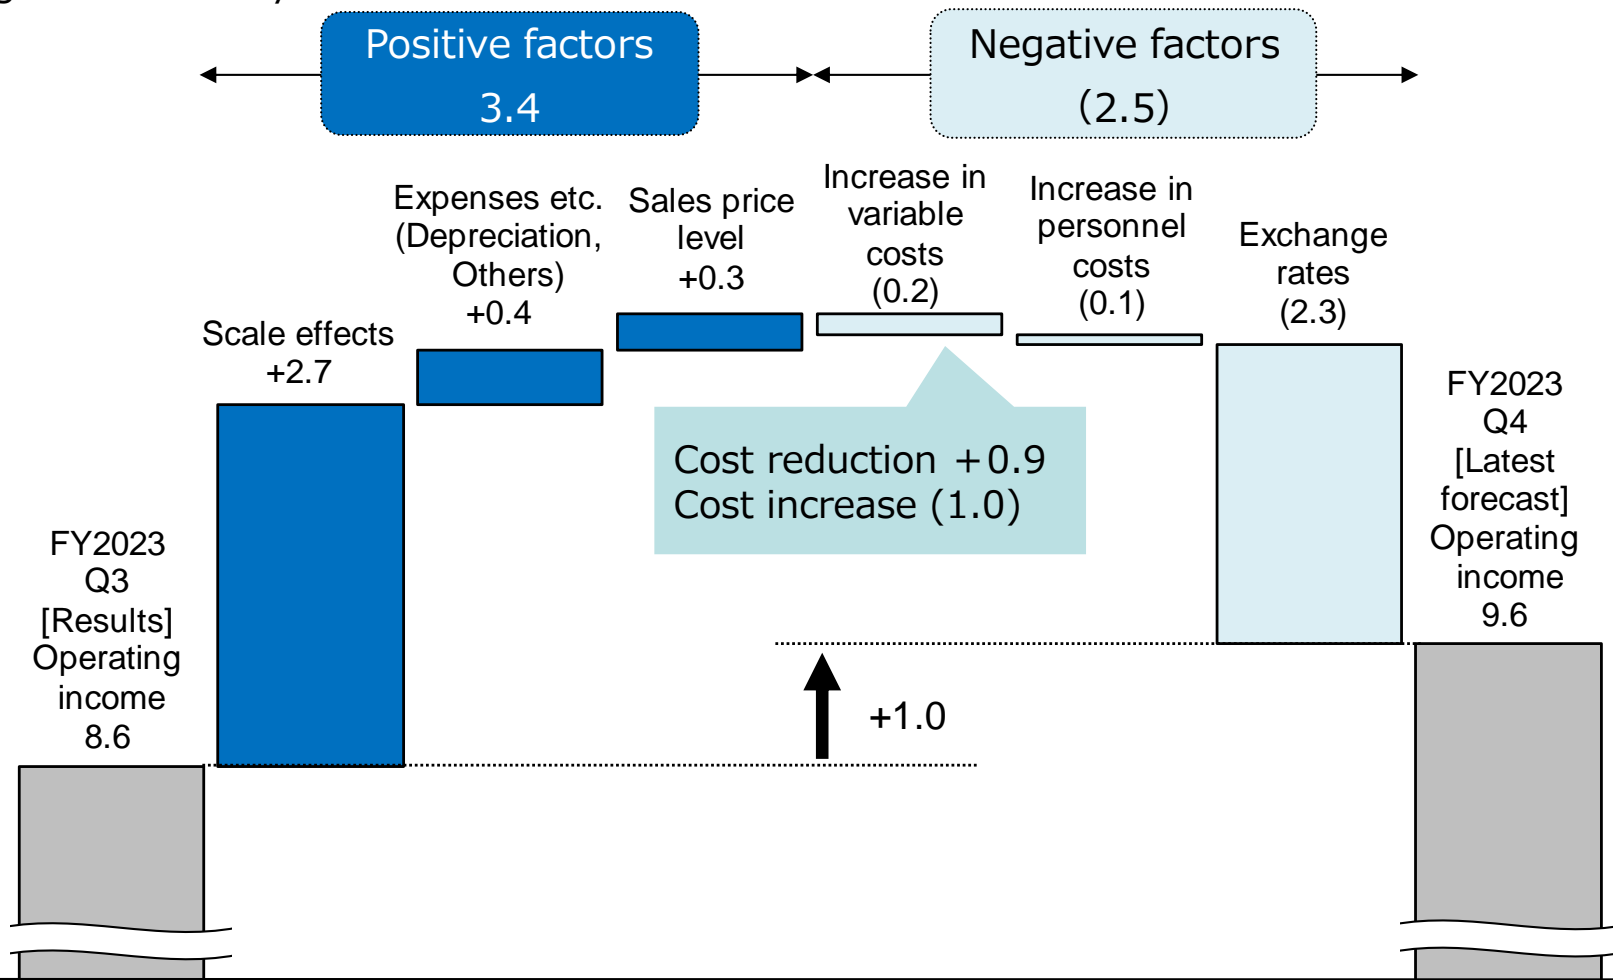 Positive factors
3.4
Negative factors
(2.5)
Scale effects
+2.7
Expenses etc.
(Depreciation,
Others)
+0.4
Sales price
level
+0.3
Increase in
variable
costs
(0.2)
Increase in
personnel
costs
(0.1)
Exchange
rates
(2.3)
Cost reduction +0.9
Cost increase (1.0)
FY2023
Q3
[Results]
Operating
income
8.6
+1.0
FY2023
Q4
[Latest
forecast]
Operating
income
9.6